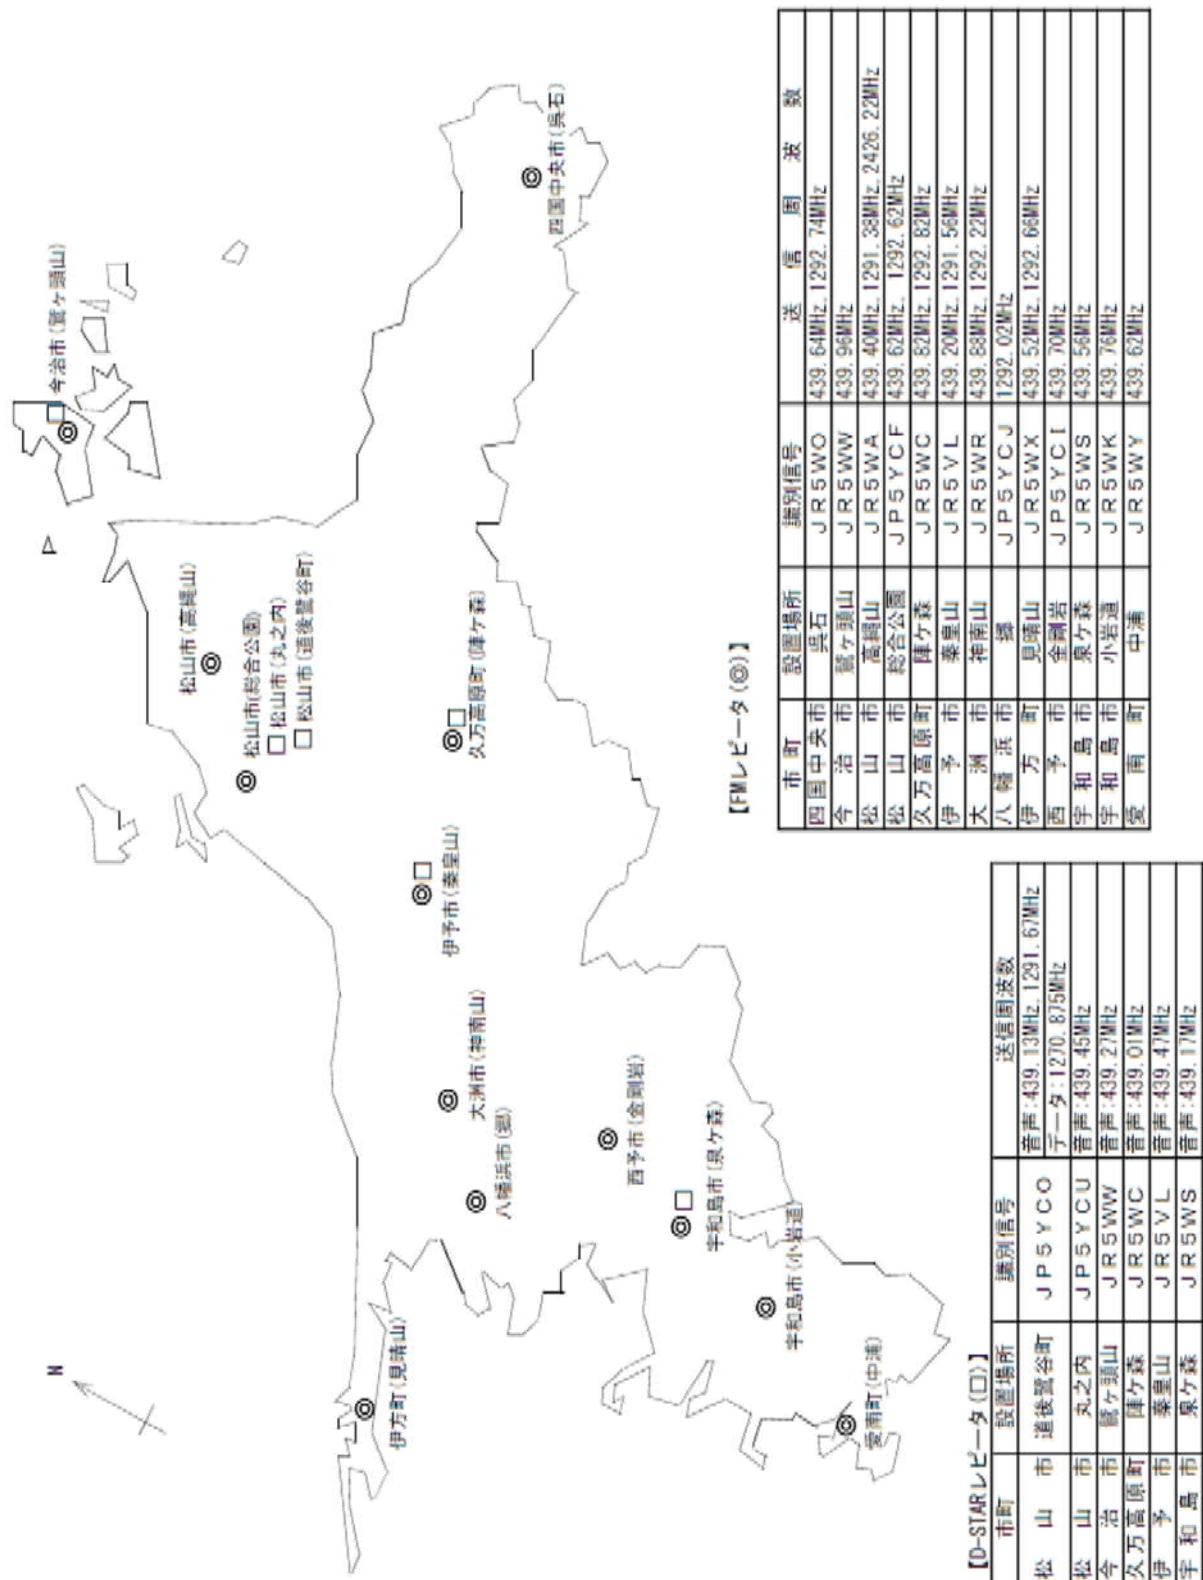 今治市(鷲ヶ頭山)
松山市(高縄山)
松山市(総合公園)
松山市(丸之内)
松山市(道後鷺谷町)
四国中央市(呉石)
久万高原町(陣ケ森)
伊予市(秦皇山)
大洲市(神南山)
八幡浜市(郷)
西予市(金剛岩)
宇和島市(泉ケ森)
宇和島市(小岩道)
愛南町(中浦)
伊方町(見晴山)
N
【FMレピータ(◎)】
市町 設置場所 識別信号 送信周波数
四国中央市 呉石 JR5WO 439.64MHz、1292.74MHz
今治市 鷲ヶ頭山 JR5WW 439.96MHz
松山市 高縄山 JR5WA 439.40MHz、1291.38MHz、2426.22MHz
松山市 総合公園 JP5YCF 439.62MHz、 1292.62MHz
久万高原町 陣ケ森 JR5WC 439.82MHz、1292.82MHz
伊予市 秦皇山 JR5VL 439.20MHz、1291.56MHz
大洲市 神南山 JR5WR 439.88MHz、1292.22MHz
八幡浜市 郷 JP5YCJ 1292.02MHz
伊方町 見晴山 JR5WX 439.52MHz、1292.66MHz
西予市 金剛岩 JP5YCI 439.70MHz
宇和島市 泉ケ森 JR5WS 439.56MHz
宇和島市 小岩道 JR5WK 439.76MHz
愛南町 中浦 JR5WY 439.62MHz
【D-STARレピータ(□)】
市町 設置場所 識別信号 送信周波数
松山市 道後鷺谷町 JP5YCO 音声:439.13MHz、1291.67MHz
データ:1270.875MHz
松山市 丸之内 JP5YCU 音声:439.45MHz
今治市 鷲ヶ頭山 JR5WW 音声:439.27MHz
久万高原町 陣ケ森 JR5WC 音声:439.01MHz
伊予市 秦皇山 JR5VL 音声:439.47MHz
宇和島市 泉ケ森 JR5WS 音声:439.17MHz